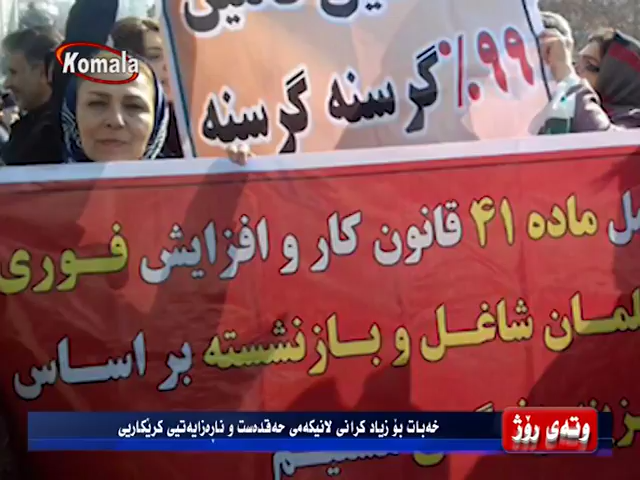 Komala
%۹۹ گرسنه گرسنه
ماده ۴۱ قانون کار و افزایش فوری
شاغل و بازنشسته بر اساس
خەبات بۆ زیاد کرانی لانیکەمی حەقدەست و ناڕەزایەتیی کرێکاریی
وتەی رۆژ